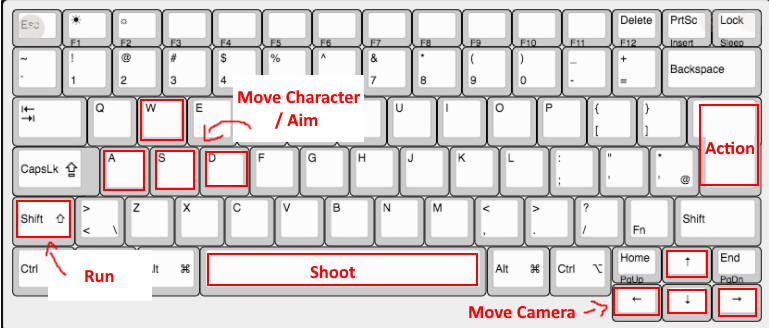 Esc Delete PrtSc Lock
F1 F2 F3 F4 F5 F6 F7 F8 F9 F10 F11 F12 Insert Sleep
~ ! @ # $ % ^ & * ( ) _ + Backspace
` 1 2 3 4 7 8 9 0 - =
Q W E U I O P { }
[ ]
Move Character
/ Aim
Action
CapsLk A S D F G H J K L : " *
; ' ' @
Shift > Z X C V B N M < > ? Shift
< \ , . / Fn
Ctrl Alt ⌘ Shoot Alt ⌘ Ctrl ⌥ Home ↑ End
PgUp PgDn
Run
Move Camera ← ↓ →